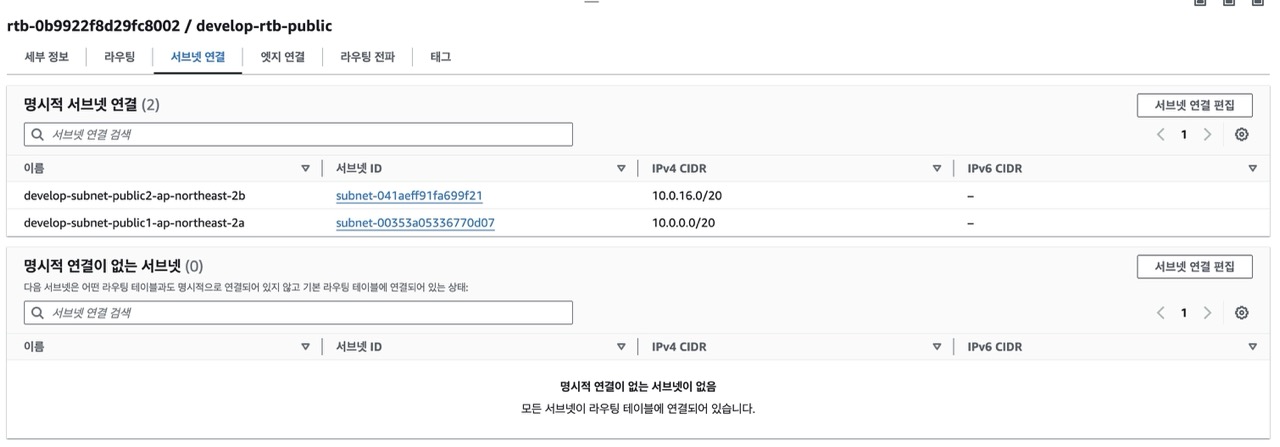 rtb-0b9922f8d29fc8002 / develop-rtb-public
세부 정보 라우팅 서브넷 연결 엣지 연결 라우팅 전파 태그
명시적 서브넷 연결 (2) 서브넷 연결 편집
서브넷 연결 검색 1
이름 서브넷 ID IPv4 CIDR IPv6 CIDR
develop-subnet-public2-ap-northeast-2b subnet-041aeff91fa699f21 10.0.16.0/20 –
develop-subnet-public1-ap-northeast-2a subnet-00353a05336770d07 10.0.0.0/20 –
명시적 연결이 없는 서브넷 (0) 서브넷 연결 편집
다음 서브넷은 어떤 라우팅 테이블과도 명시적으로 연결되어 있지 않고 기본 라우팅 테이블에 연결되어 있는 상태:
서브넷 연결 검색 1
이름 서브넷 ID IPv4 CIDR IPv6 CIDR
명시적 연결이 없는 서브넷이 없음
모든 서브넷이 라우팅 테이블에 연결되어 있습니다.